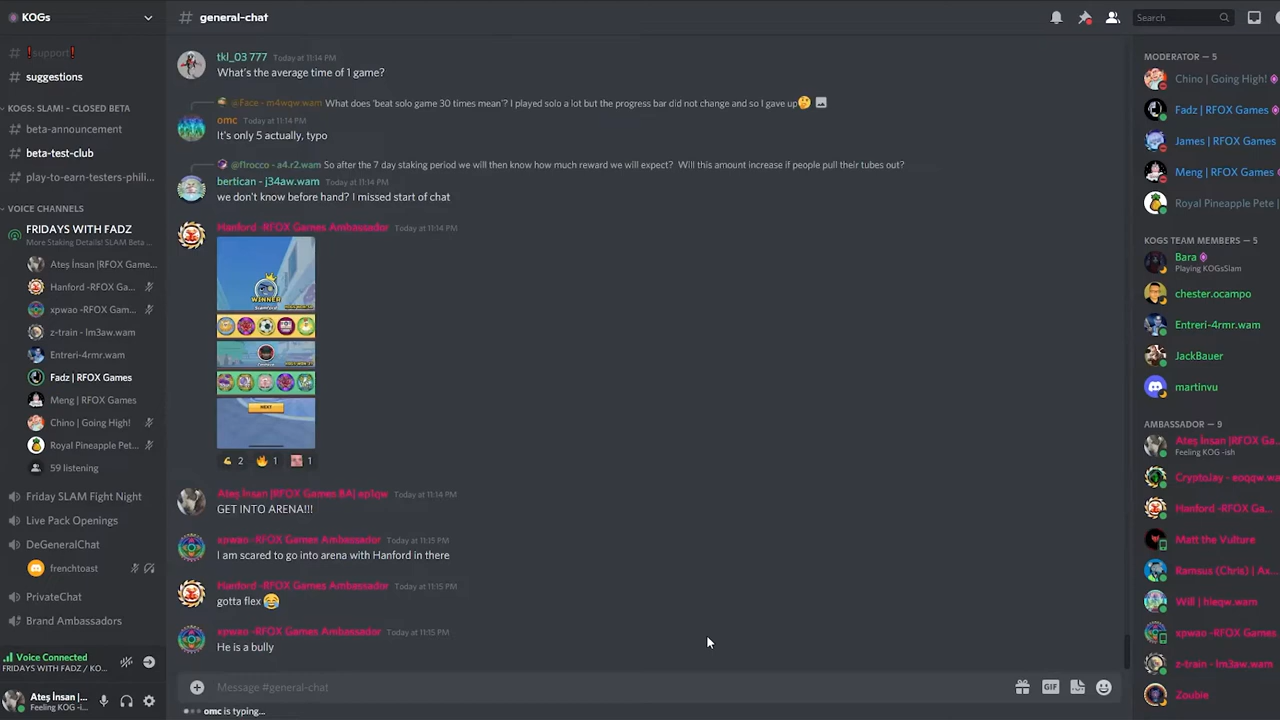 KOGs
❗support❗
suggestions
KOGS: SLAM! - CLOSED BETA
beta-announcement
beta-test-club
play-to-earn-testers-phili...
VOICE CHANNELS
FRIDAYS WITH FADZ
More Staking Details! SLAM Beta ...
Ateş İnsan |RFOX Game...
Hanford -RFOX Ga...
xpwao -RFOX Gam...
z-train - lm3aw.wam
Entreri-4rmr.wam
Fadz | RFOX Games
Meng | RFOX Games
Chino | Going High!
Royal Pineapple Pet...
59 listening
Friday SLAM Fight Night
Live Pack Openings
DeGeneralChat
frenchtoast
PrivateChat
Brand Ambassadors
Voice Connected
FRIDAYS WITH FADZ / KO...
Ateş İnsan |...
Feeling KOG -i...
# general-chat
Search
tkl_03 777 Today at 11:14 PM
What's the average time of 1 game?
@Face - m4wqw.wam What does 'beat solo game 30 times mean'? I played solo a lot but the progress bar did not change and so I gave up🤔
omc Today at 11:14 PM
It's only 5 actually, typo
@f1rocco - a4.r2.wam So after the 7 day staking period we will then know how much reward we will expect? Will this amount increase if people pull their tubes out?
bertican - j34aw.wam Today at 11:14 PM
we don't know before hand? I missed start of chat
Hanford -RFOX Games Ambassador Today at 11:14 PM
WINNER
NEXT
💪 2 🔥 1 1
Ateş İnsan |RFOX Games BA| ep1qw Today at 11:14 PM
GET INTO ARENA!!!
xpwao -RFOX Games Ambassador Today at 11:15 PM
I am scared to go into arena with Hanford in there
Hanford -RFOX Games Ambassador Today at 11:15 PM
gotta flex 😂
xpwao -RFOX Games Ambassador Today at 11:15 PM
He is a bully
Message #general-chat
GIF
omc is typing...
MODERATOR — 5
Chino | Going High!
Fadz | RFOX Games
James | RFOX Games
Meng | RFOX Games
Royal Pineapple Pete |
KOGS TEAM MEMBERS — 5
Bara
Playing KOGsSlam
chester.ocampo
Entreri-4rmr.wam
JackBauer
martinvu
AMBASSADOR — 9
Ateş İnsan |RFOX Ga...
Feeling KOG -ish
CryptoJay - eoqqw.wa
Hanford -RFOX Ga...
Matt the Vulture
Ramsus (Chris) | Ax...
Will | hieqw.wam
xpwao -RFOX Games
z-train - lm3aw.wam
Zoubie